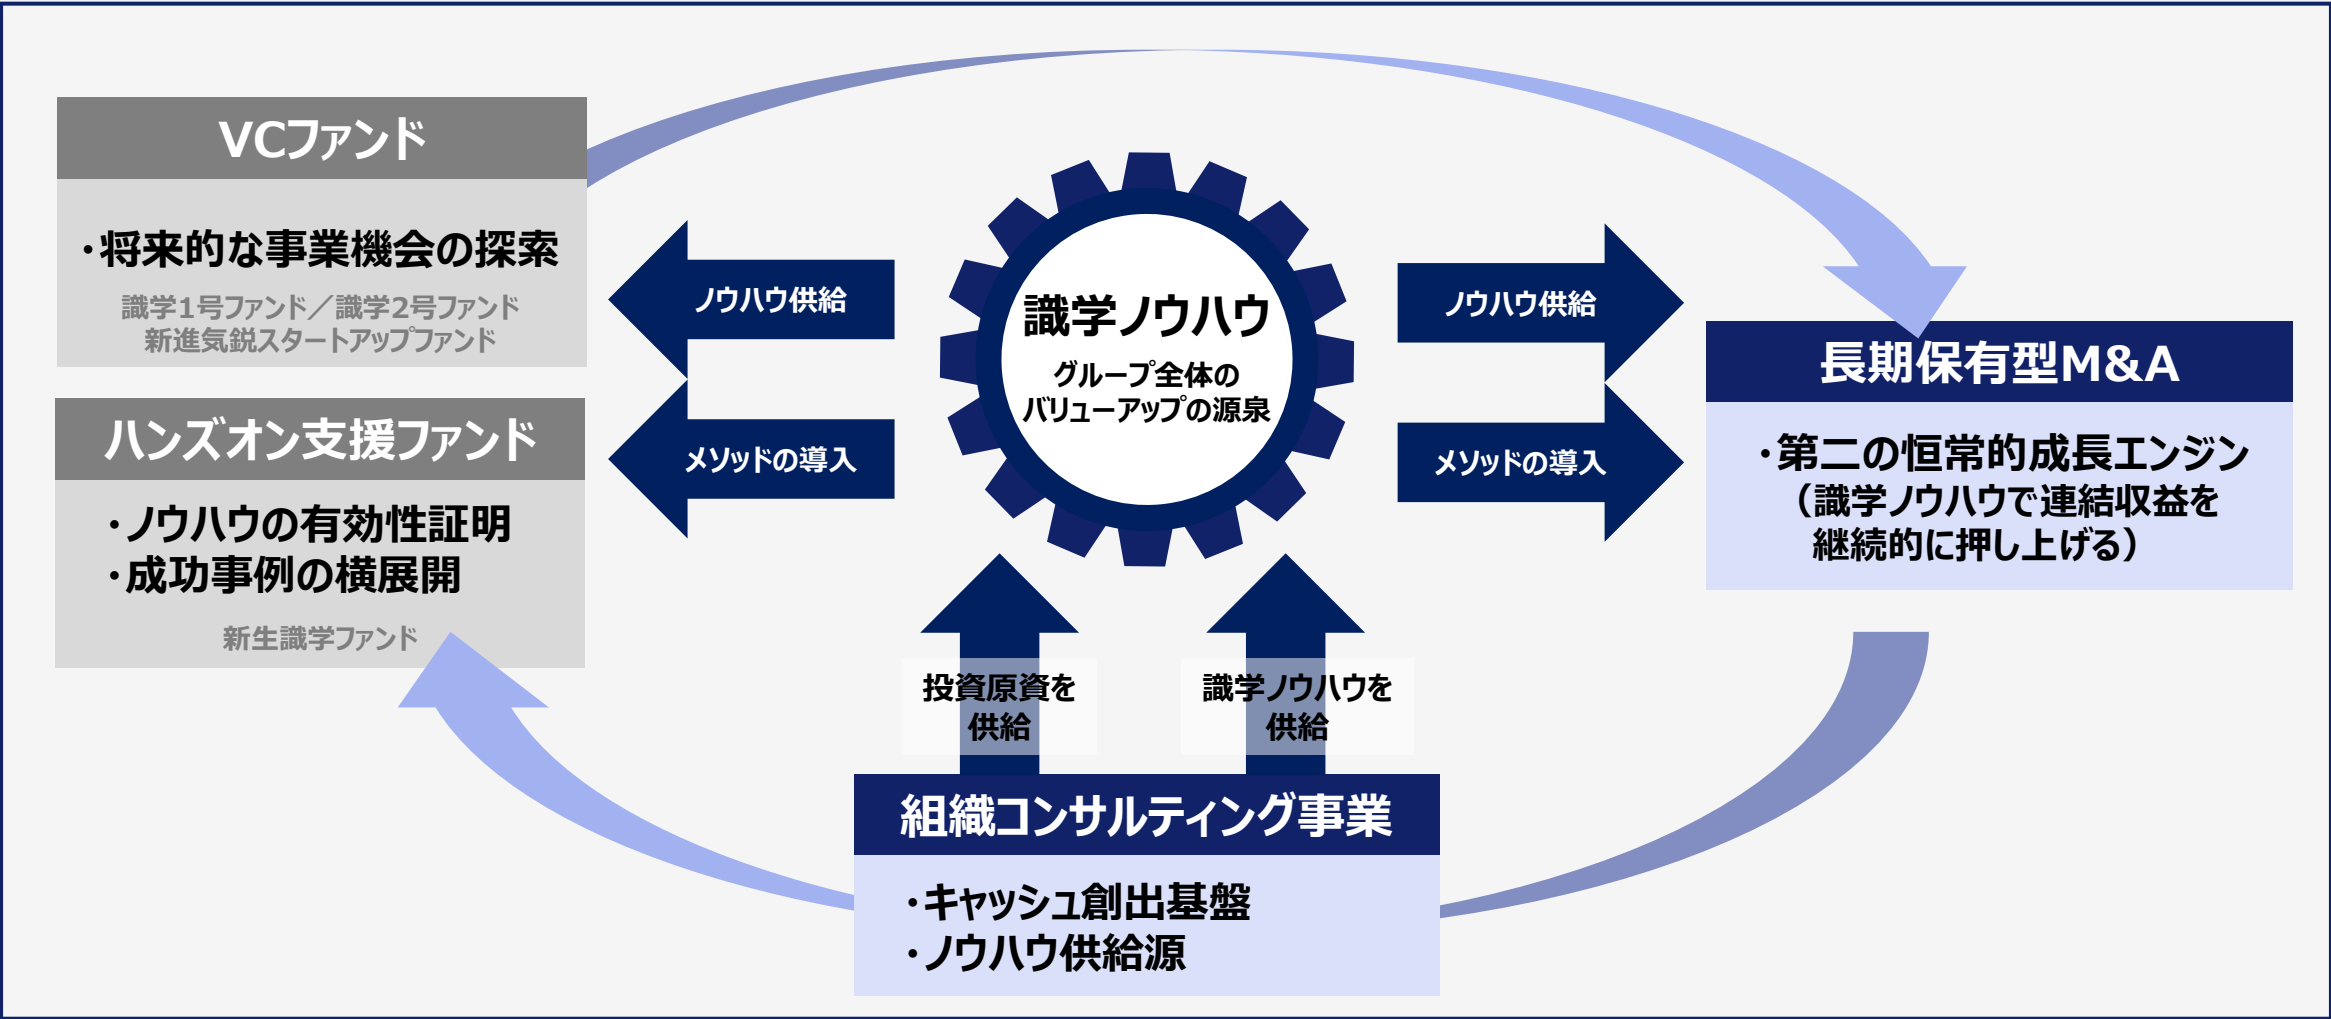 VCファンド
・将来的な事業機会の探索
識学1号ファンド／識学2号ファンド
新進気鋭スタートアップファンド
ハンズオン支援ファンド
・ノウハウの有効性証明
・成功事例の横展開
新生識学ファンド
ノウハウ供給
メソッドの導入
識学ノウハウ
グループ全体の
バリューアップの源泉
ノウハウ供給
メソッドの導入
長期保有型M&A
・第二の恒常的成長エンジン
（識学ノウハウで連結収益を
継続的に押し上げる）
投資原資を
供給
識学ノウハウを
供給
組織コンサルティング事業
・キャッシュ創出基盤
・ノウハウ供給源